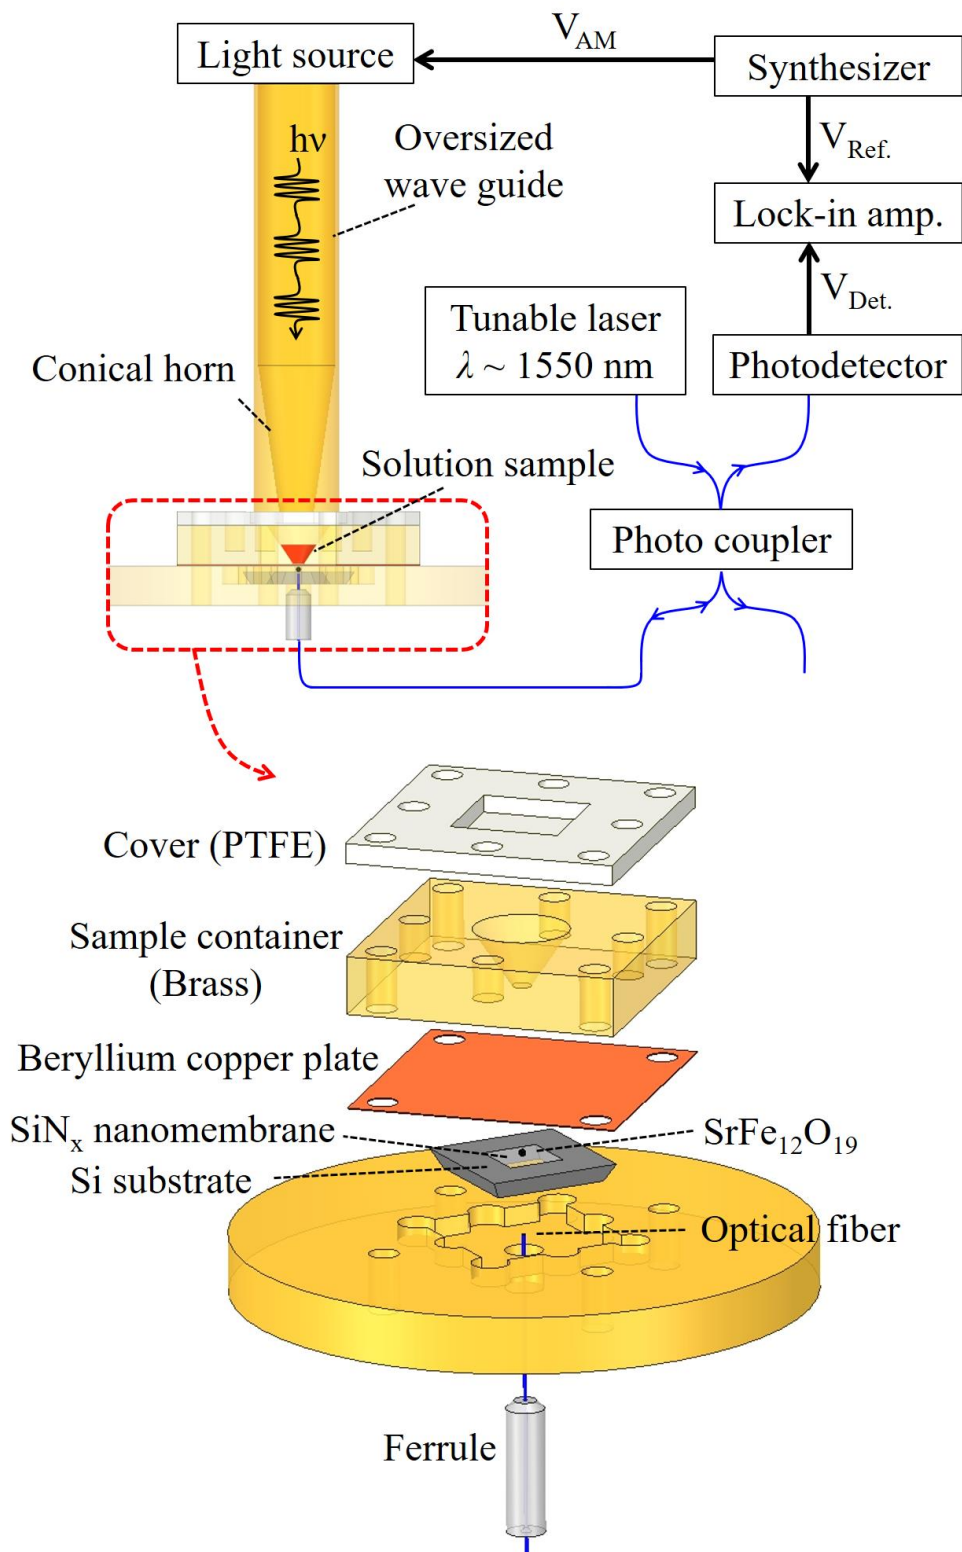 V_AM
Light source
Synthesizer
hν
Oversized
wave guide
V_Ref.
Lock-in amp.
V_Det.
Tunable laser
λ ~ 1550 nm
Photodetector
Conical horn
Solution sample
Photo coupler
Cover (PTFE)
Sample container
(Brass)
Beryllium copper plate
SiN_x nanomembrane
SrFe₁₂O₁₉
Si substrate
Optical fiber
Ferrule